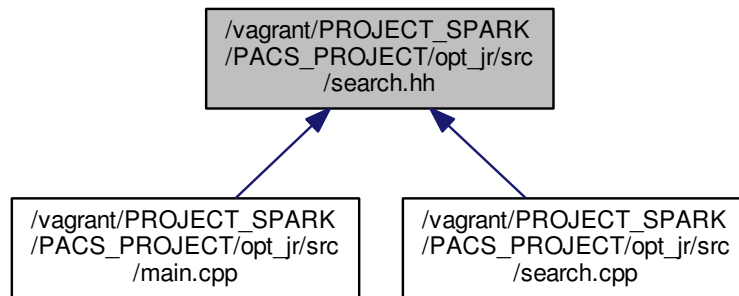 /vagrant/PROJECT_SPARK
/PACS_PROJECT/opt_jr/src
/search.hh
/vagrant/PROJECT_SPARK
/PACS_PROJECT/opt_jr/src
/main.cpp
/vagrant/PROJECT_SPARK
/PACS_PROJECT/opt_jr/src
/search.cpp